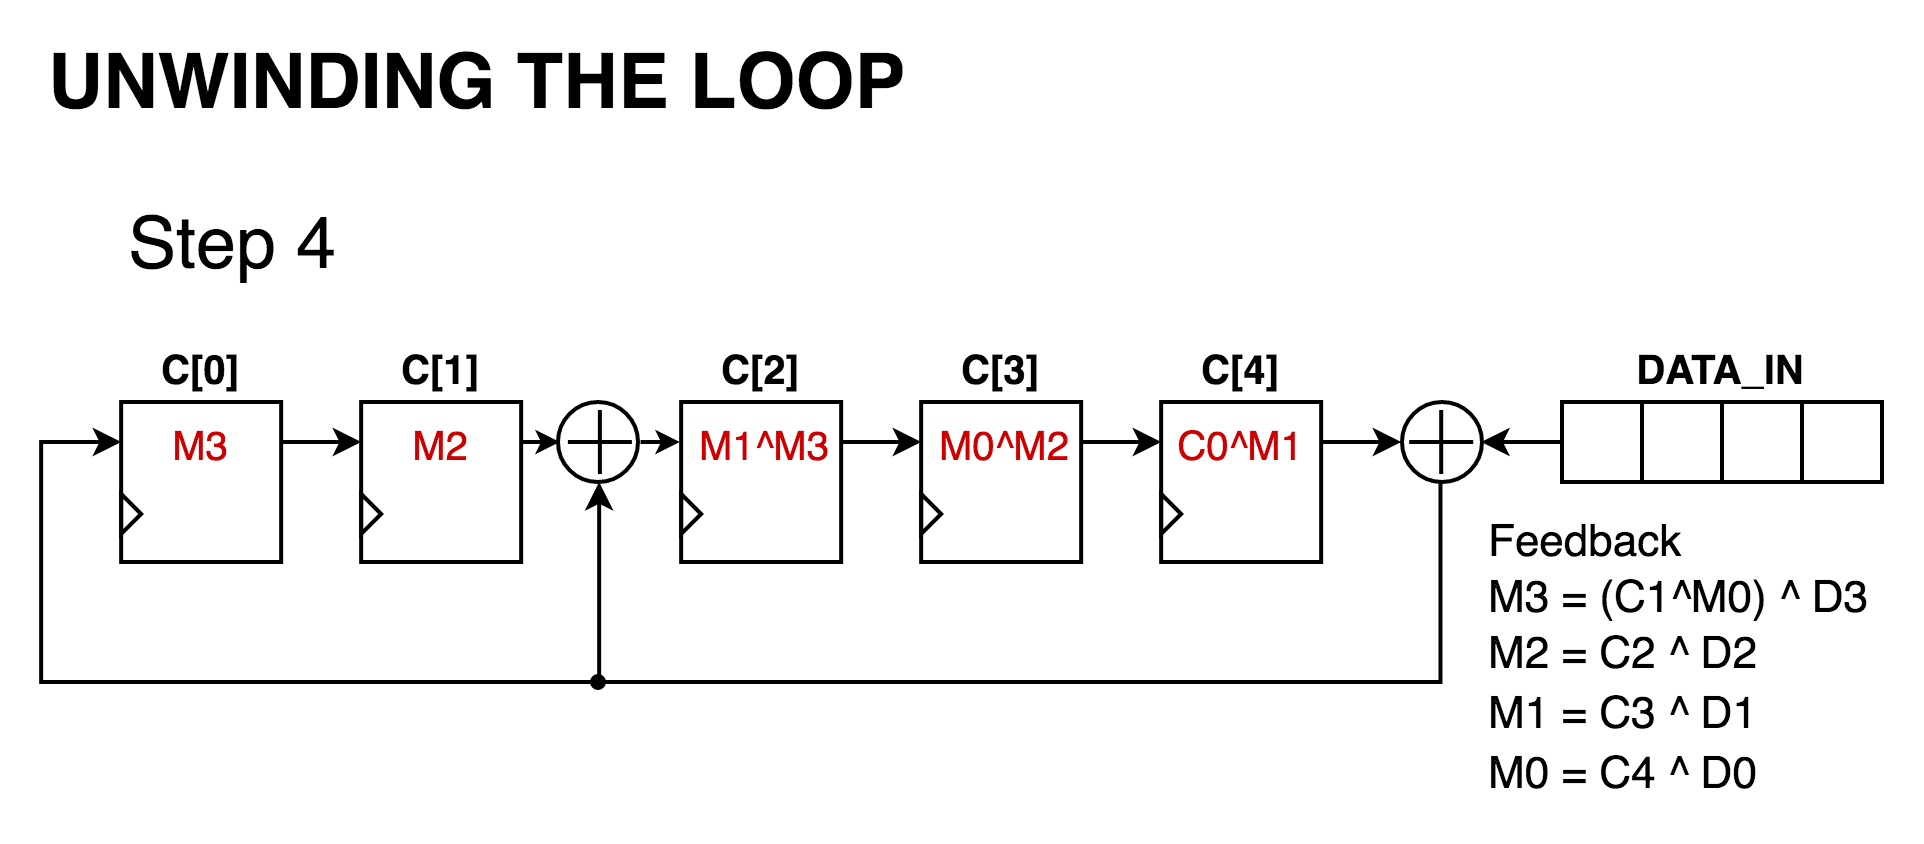 UNWINDING THE LOOP
Step 4
C[0] C[1] C[2] C[3] C[4] DATA_IN
M3 M2 M1^M3 M0^M2 C0^M1
Feedback
M3 = (C1^M0) ^ D3
M2 = C2 ^ D2
M1 = C3 ^ D1
M0 = C4 ^ D0